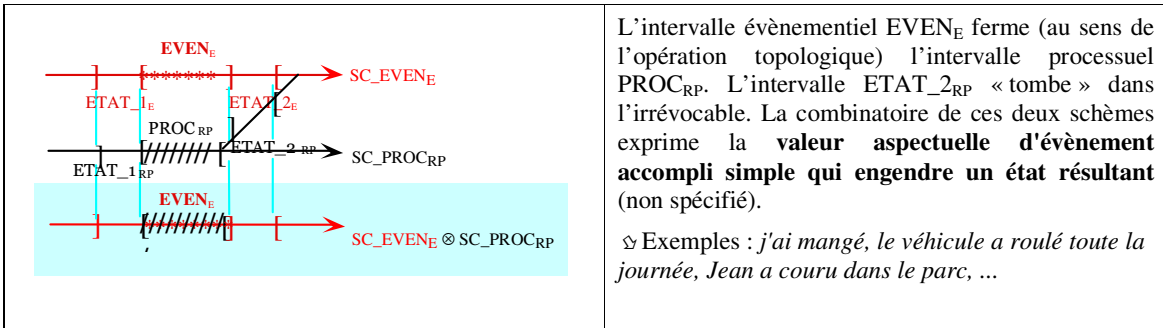 EVEN_E
SC_EVEN_E
ETAT_1_E ETAT_2_E
PROC_RP
ETAT_2_RP SC_PROC_RP
ETAT_1_RP
EVEN_E
SC_EVEN_E ⊗ SC_PROC_RP
L'intervalle évènementiel EVEN_E ferme (au sens de
l'opération topologique) l'intervalle processuel
PROC_RP. L'intervalle ETAT_2_RP « tombe » dans
l'irrévocable. La combinatoire de ces deux schèmes
exprime la valeur aspectuelle d'évènement
accompli simple qui engendre un état résultant
(non spécifié).
Exemples : j'ai mangé, le véhicule a roulé toute la
journée, Jean a couru dans le parc, ...